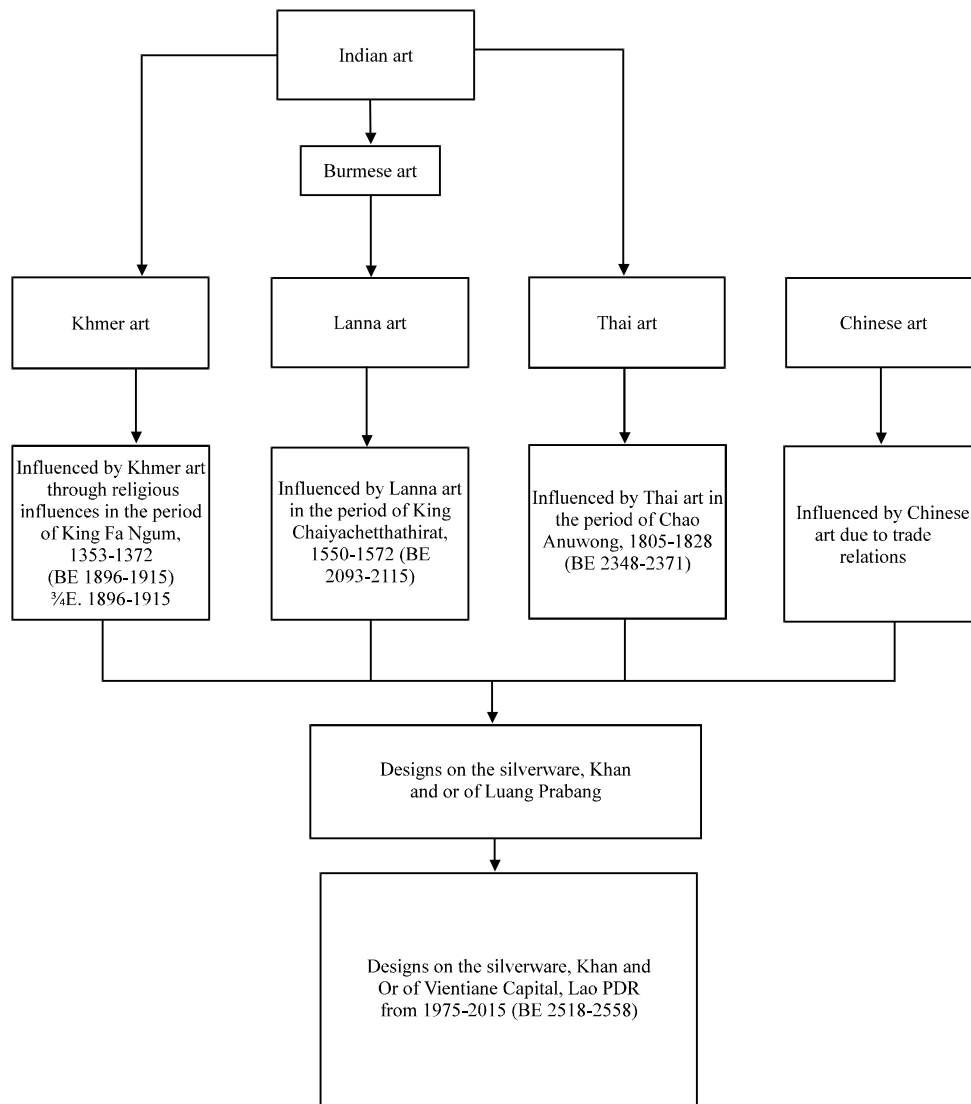 Indian art
Burmese art
Khmer art
Lanna art
Thai art
Chinese art
Influenced by Khmer art
through religious
influences in the period
of King Fa Ngum,
1353-1372
(BE 1896-1915)
¾E. 1896-1915
Influenced by Lanna art
in the period of King
Chaiyachetthathirat,
1550-1572 (BE
2093-2115)
Influenced by Thai art in
the period of Chao
Anuwong, 1805-1828
(BE 2348-2371)
Influenced by Chinese
art due to trade
relations
Designs on the silverware, Khan
and or of Luang Prabang
Designs on the silverware, Khan and
Or of Vientiane Capital, Lao PDR
from 1975-2015 (BE 2518-2558)